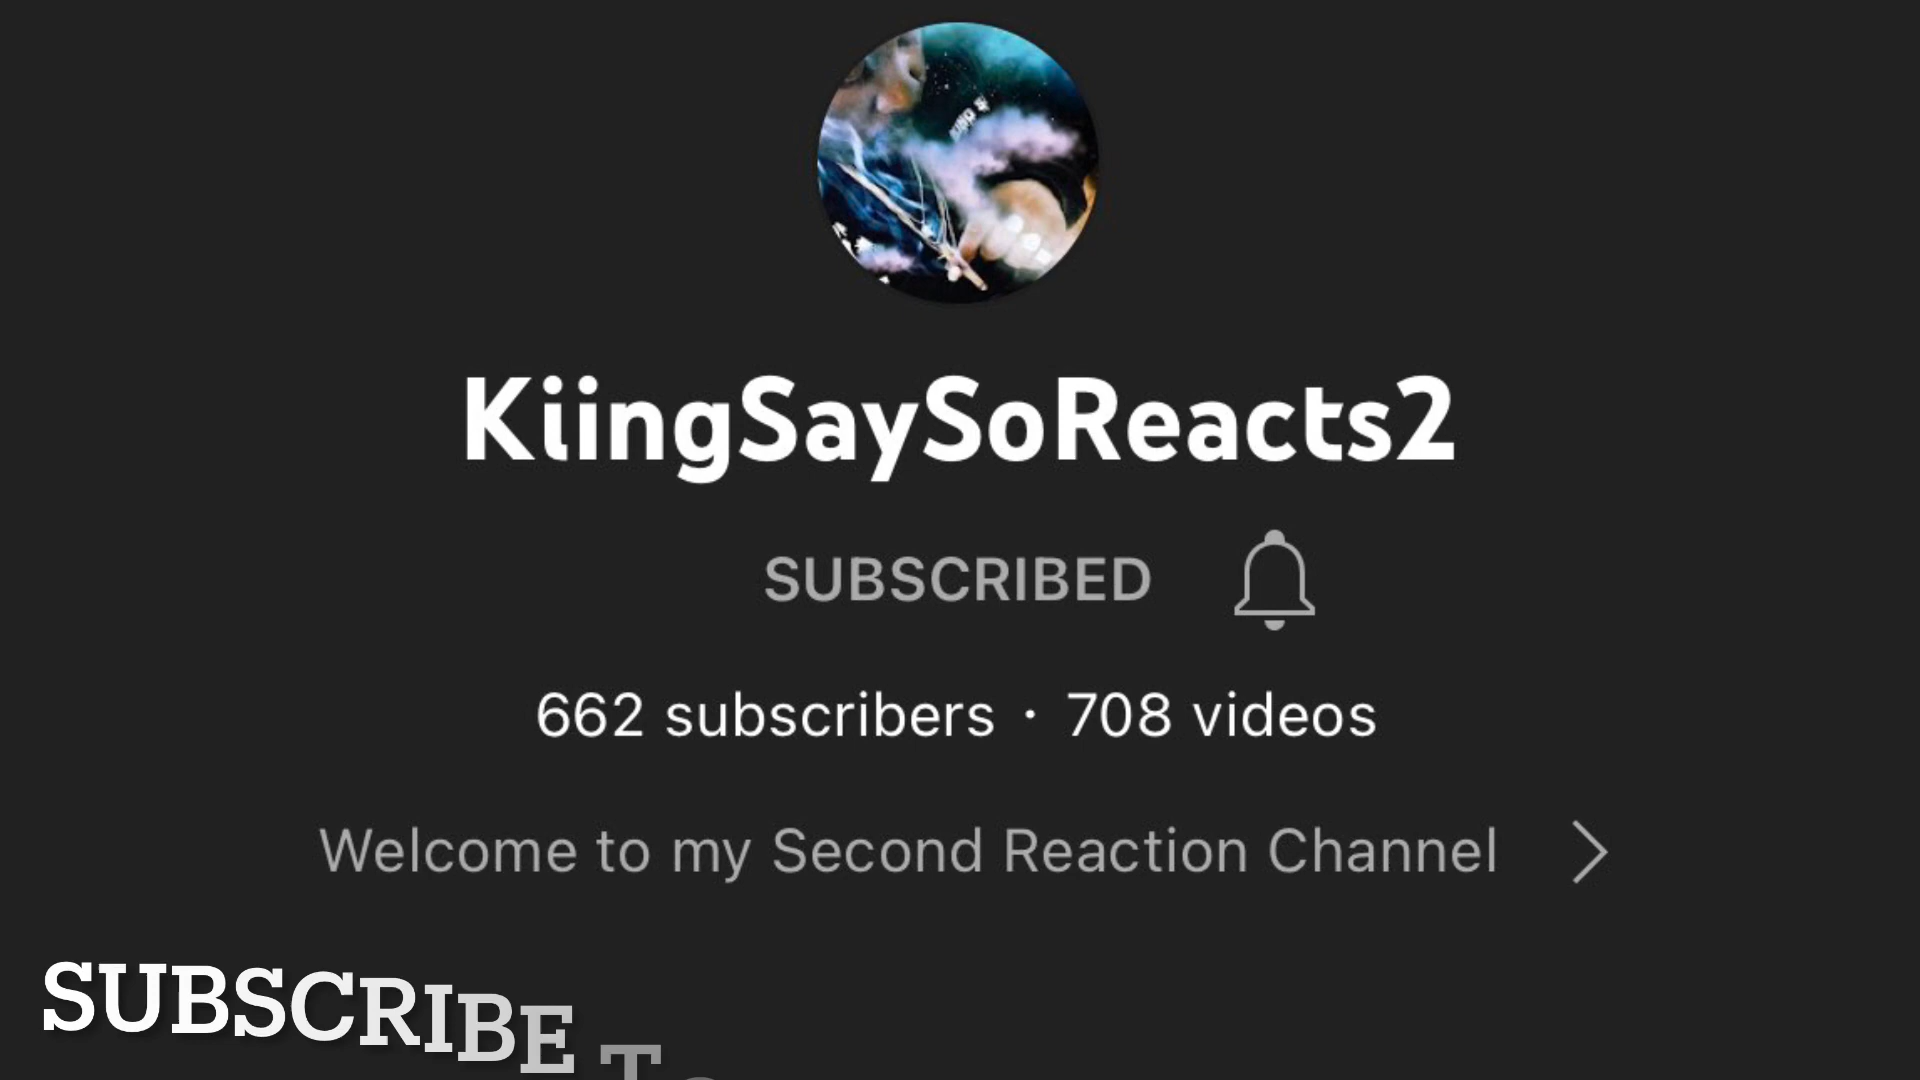 KiingSaySoReacts2
SUBSCRIBED
662 subscribers · 708 videos
Welcome to my Second Reaction Channel
SUBSCRIBE